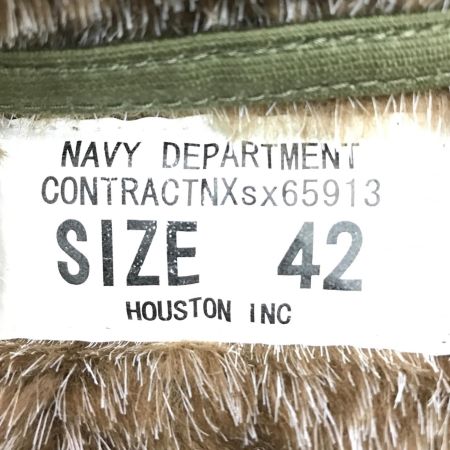 NAVY DEPARTMENT
CONTRACTNXsx65913
SIZE 42
HOUSTON INC